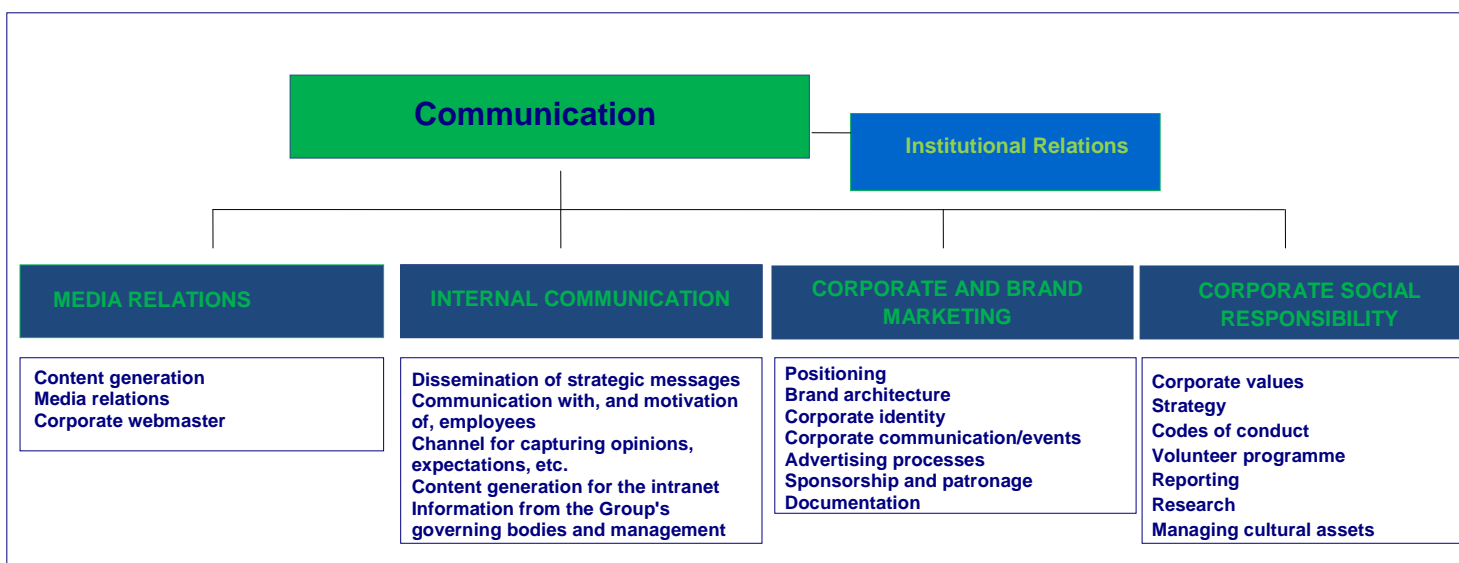 Communication
Institutional Relations
MEDIA RELATIONS
Content generation
Media relations
Corporate webmaster
INTERNAL COMMUNICATION
Dissemination of strategic messages
Communication with, and motivation
of, employees
Channel for capturing opinions,
expectations, etc.
Content generation for the intranet
Information from the Group's
governing bodies and management
CORPORATE AND BRAND
MARKETING
Positioning
Brand architecture
Corporate identity
Corporate communication/events
Advertising processes
Sponsorship and patronage
Documentation
CORPORATE SOCIAL
RESPONSIBILITY
Corporate values
Strategy
Codes of conduct
Volunteer programme
Reporting
Research
Managing cultural assets